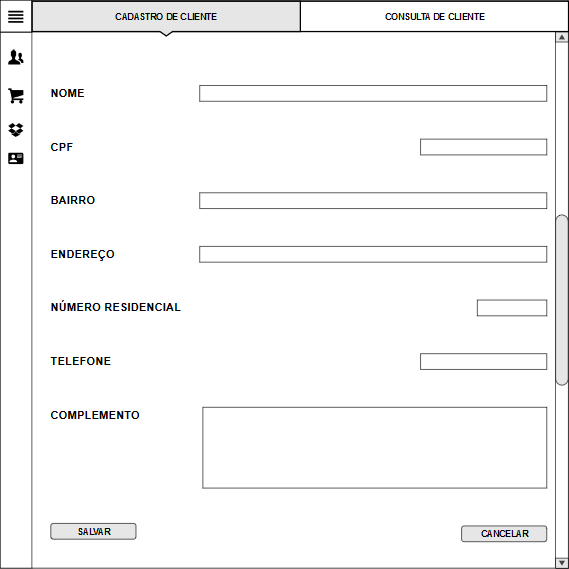 CADASTRO DE CLIENTE
CONSULTA DE CLIENTE
NOME
CPF
BAIRRO
ENDEREÇO
NÚMERO RESIDENCIAL
TELEFONE
COMPLEMENTO
SALVAR
CANCELAR